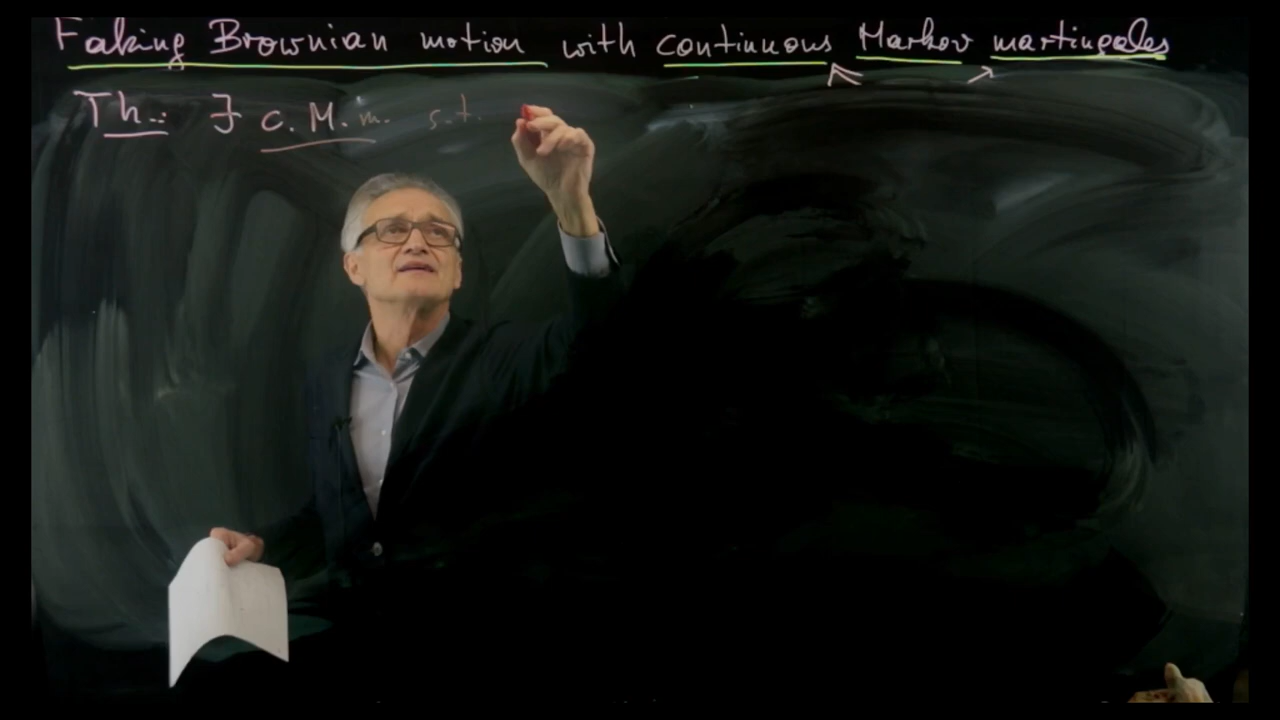 Faking Brownian motion with continuous Markov martingales
Th.: ∃ c. M. m. s.t.